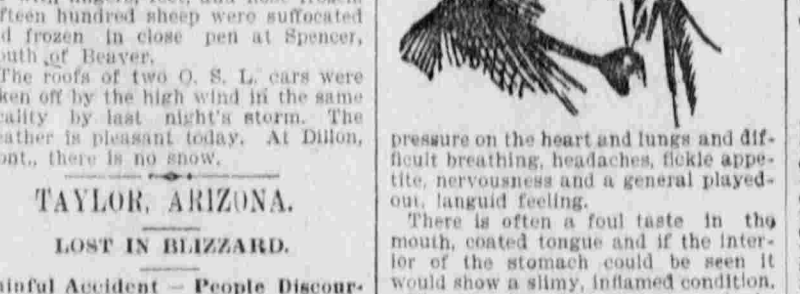 fteen hundred sheep were suffocated
d frozen in close pen at Spencer,
outh of Beaver.
The roofs of two O. S. L. cars were
ken off by the high wind in the same
cality by last night's storm. The
eather is pleasant today. At Dillon,
ont., there is no snow.
TAYLOR, ARIZONA.
LOST IN BLIZZARD.
ainful Accident — People Discour-
pressure on the heart and lungs and dif-
ficult breathing, headaches, fickle appe-
tite, nervousness and a general played-
out, languid feeling.
There is often a foul taste in the
mouth, coated tongue and if the inter-
ior of the stomach could be seen it
would show a slimy, inflamed condition.